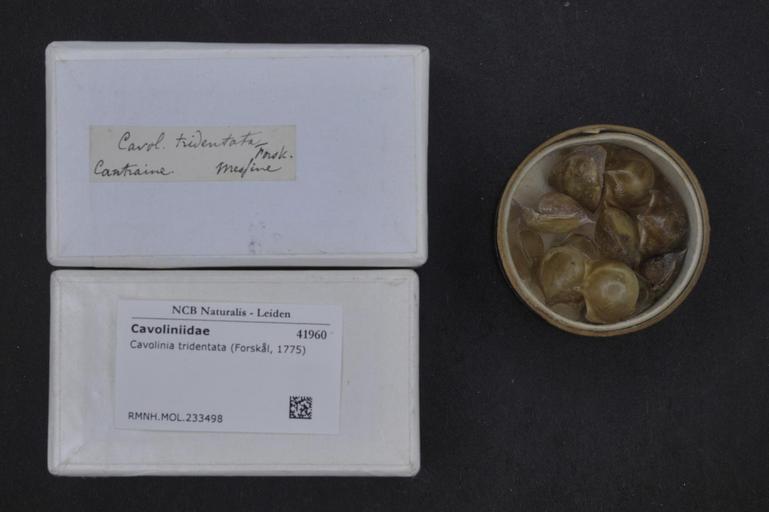 Cavol. tridentata
Forsk.
Cantraine. Messine
NCB Naturalis - Leiden
Cavoliniidae 41960
Cavolinia tridentata (Forskål, 1775)
RMNH.MOL.233498